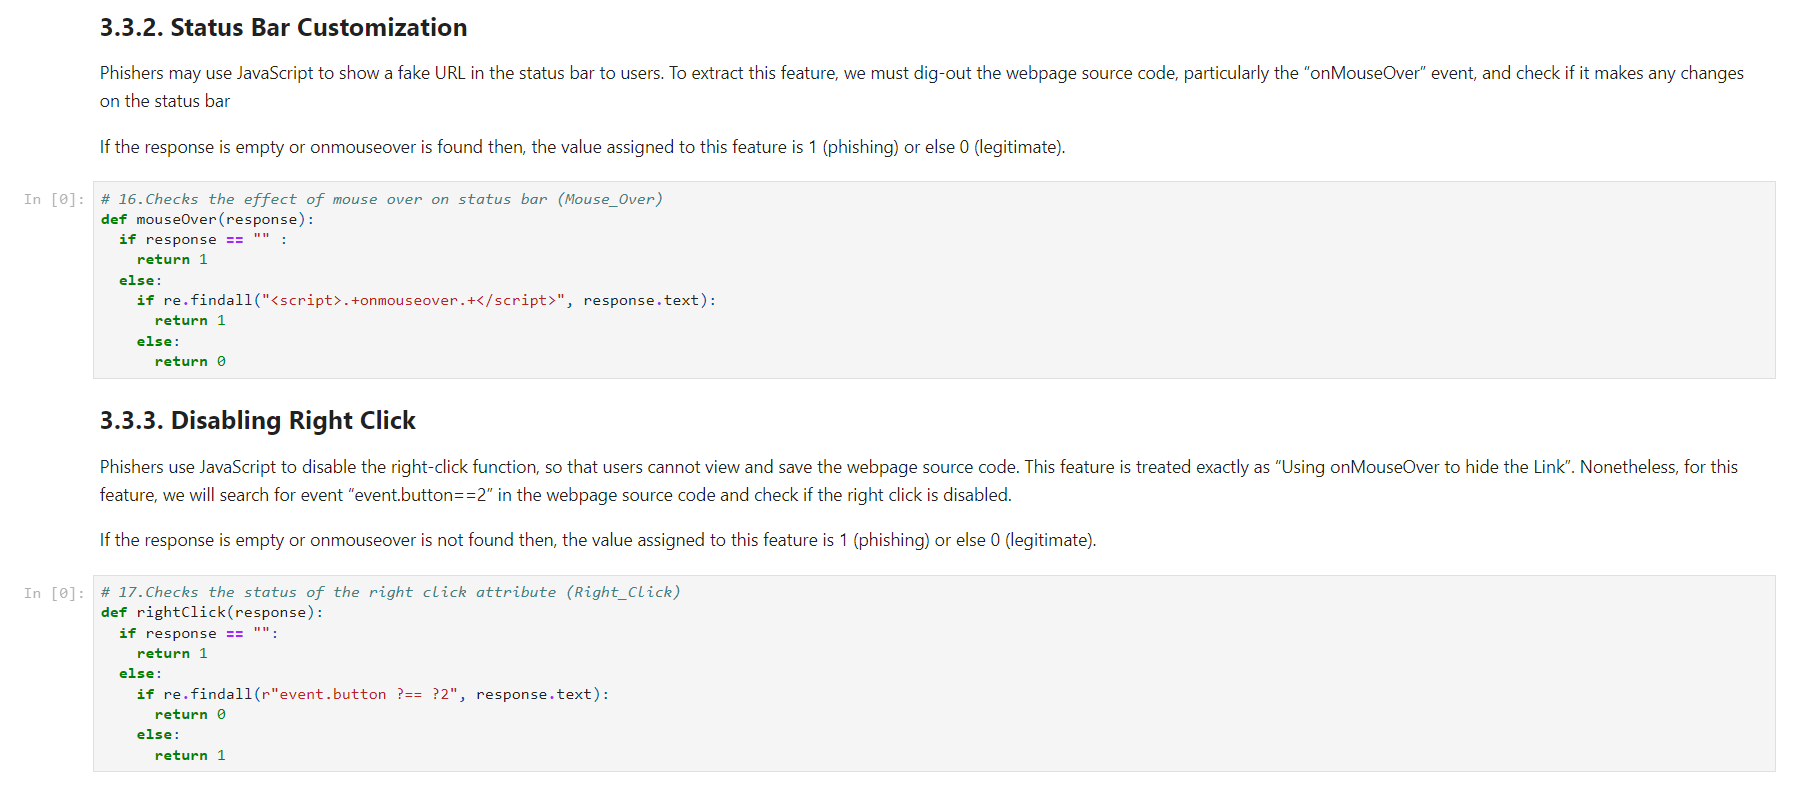 3.3.2. Status Bar Customization
Phishers may use JavaScript to show a fake URL in the status bar to users. To extract this feature, we must dig-out the webpage source code, particularly the “onMouseOver” event, and check if it makes any changes
on the status bar
If the response is empty or onmouseover is found then, the value assigned to this feature is 1 (phishing) or else 0 (legitimate).
In [0]:
# 16.Checks the effect of mouse over on status bar (Mouse_Over)
def mouseOver(response):
  if response == "" :
    return 1
  else:
    if re.findall("<script>.+onmouseover.+</script>", response.text):
      return 1
    else:
      return 0
3.3.3. Disabling Right Click
Phishers use JavaScript to disable the right-click function, so that users cannot view and save the webpage source code. This feature is treated exactly as “Using onMouseOver to hide the Link”. Nonetheless, for this
feature, we will search for event “event.button==2” in the webpage source code and check if the right click is disabled.
If the response is empty or onmouseover is not found then, the value assigned to this feature is 1 (phishing) or else 0 (legitimate).
In [0]:
# 17.Checks the status of the right click attribute (Right_Click)
def rightClick(response):
  if response == "":
    return 1
  else:
    if re.findall(r"event.button ?== ?2", response.text):
      return 0
    else:
      return 1